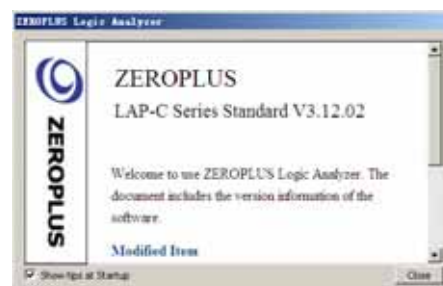 ZEROPLUS Logic Analyzer
ZEROPLUS
ZEROPLUS
LAP-C Series Standard V3.12.02
Welcome to use ZEROPLUS Logic Analyzer. The
document includes the version information of the
software.
Modified Item
Show tips at Startup
Close